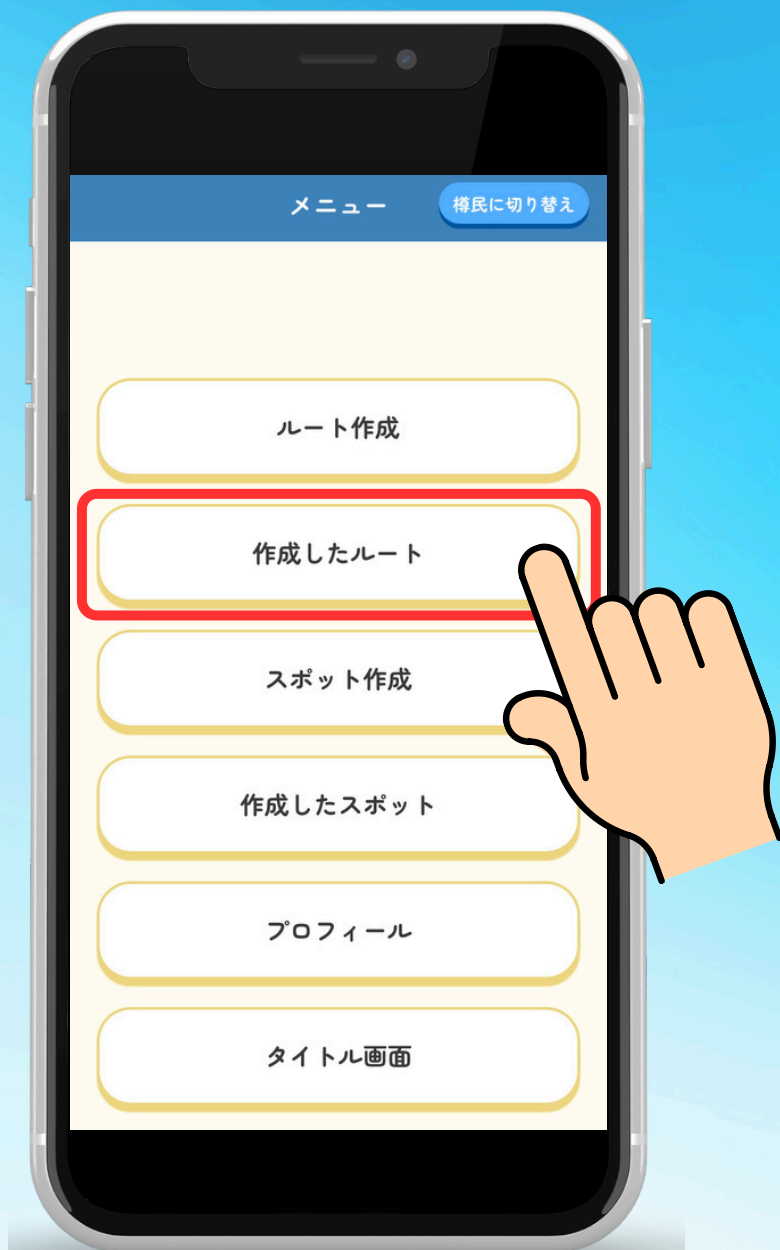 メニュー
樽民に切り替え
ルート作成
作成したルート
スポット作成
作成したスポット
プロフィール
タイトル画面